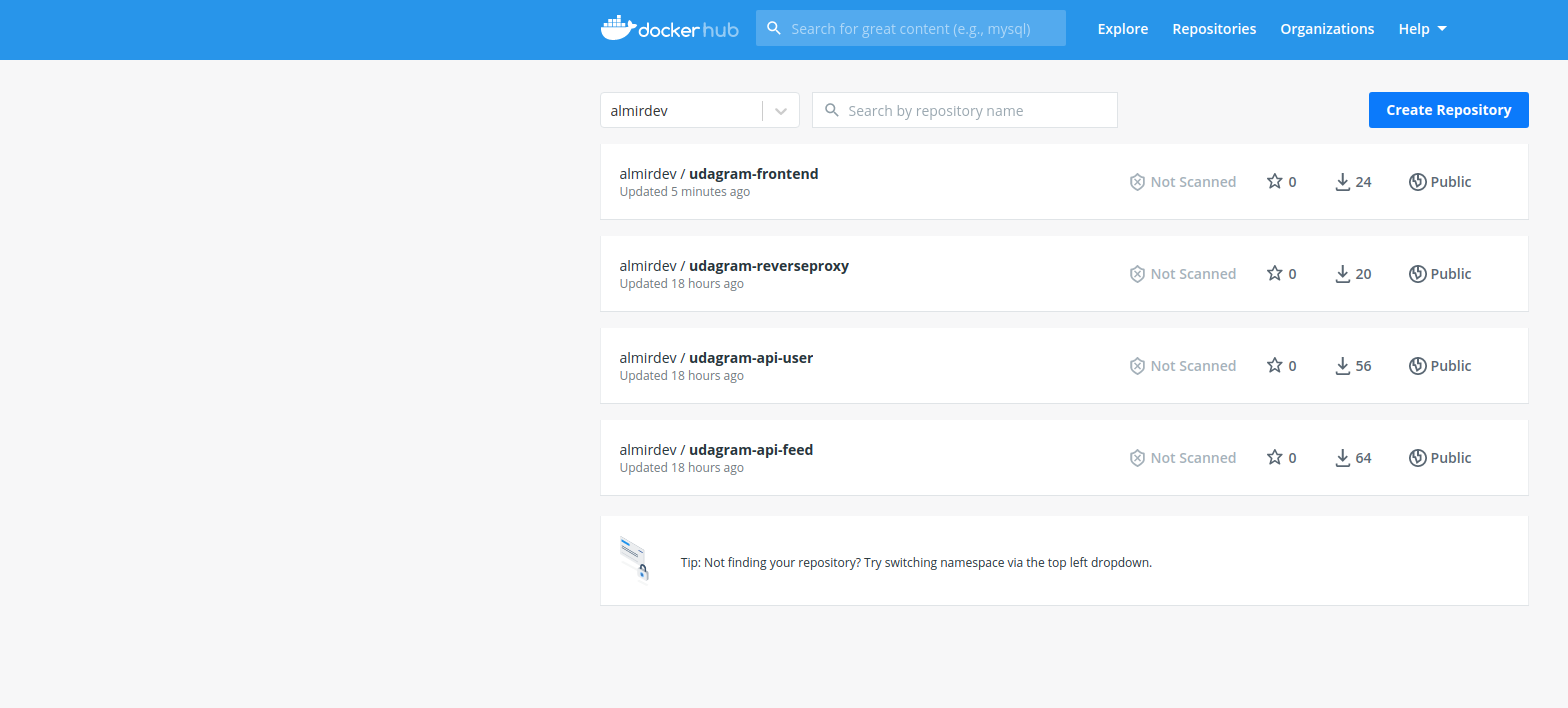 docker hub Search for great content (e.g., mysql) Explore Repositories Organizations Help
almirdev Search by repository name Create Repository
almirdev / udagram-frontend
Updated 5 minutes ago
Not Scanned 0 24 Public
almirdev / udagram-reverseproxy
Updated 18 hours ago
Not Scanned 0 20 Public
almirdev / udagram-api-user
Updated 18 hours ago
Not Scanned 0 56 Public
almirdev / udagram-api-feed
Updated 18 hours ago
Not Scanned 0 64 Public
Tip: Not finding your repository? Try switching namespace via the top left dropdown.